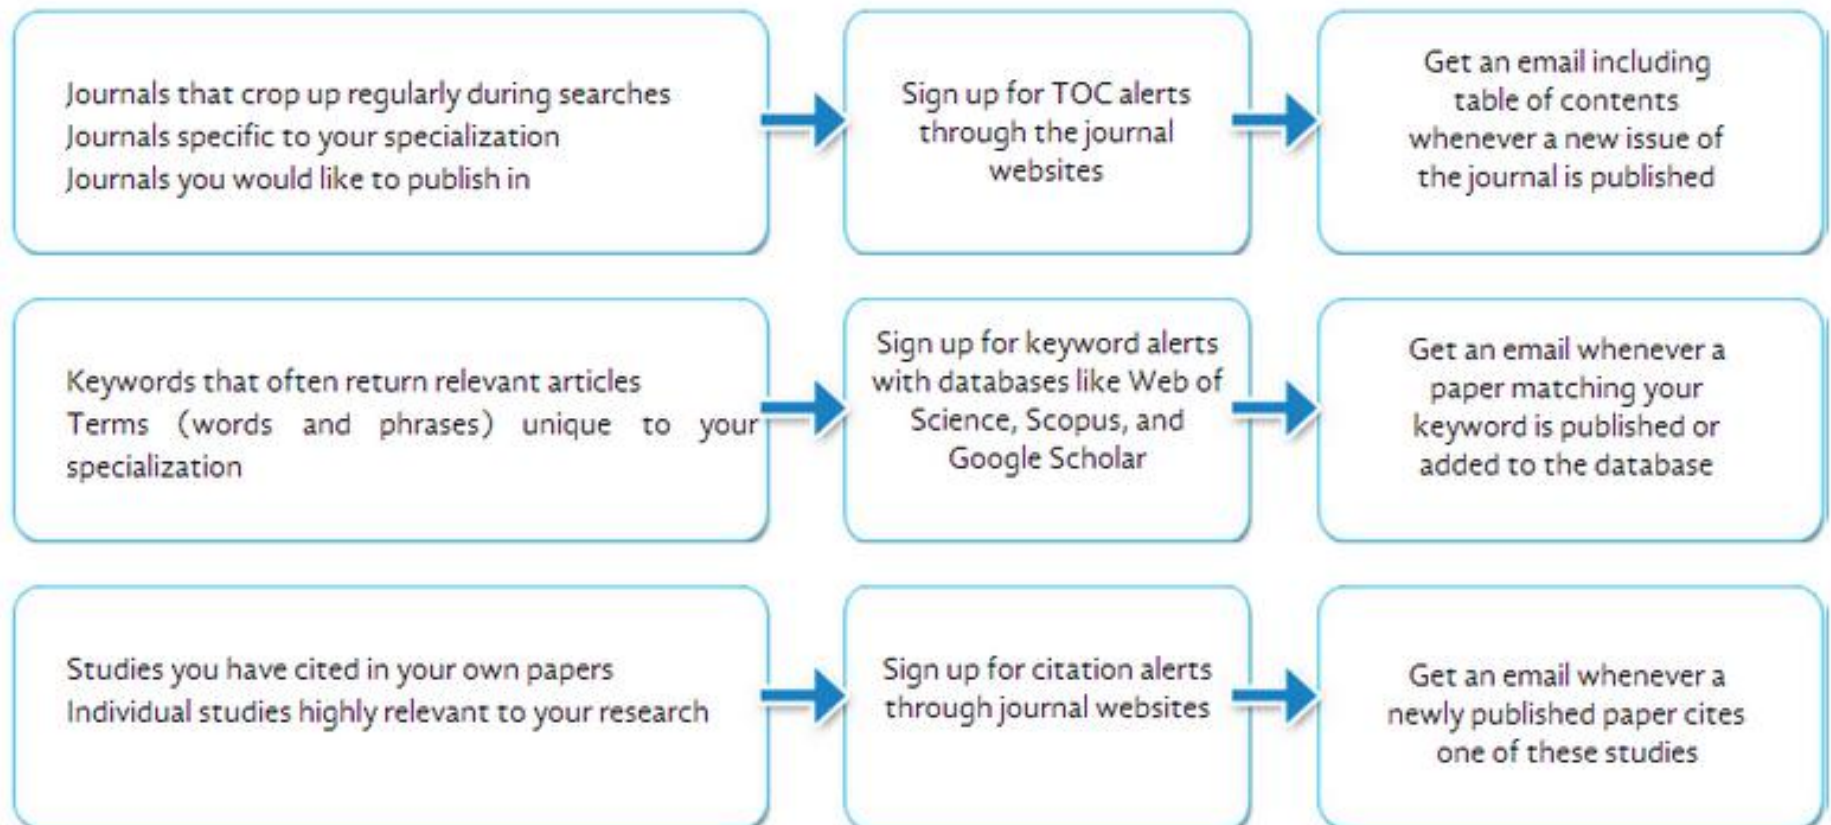 Journals that crop up regularly during searches
Journals specific to your specialization
Journals you would like to publish in
Sign up for TOC alerts
through the journal
websites
Get an email including
table of contents
whenever a new issue of
the journal is published
Keywords that often return relevant articles
Terms (words and phrases) unique to your
specialization
Sign up for keyword alerts
with databases like Web of
Science, Scopus, and
Google Scholar
Get an email whenever a
paper matching your
keyword is published or
added to the database
Studies you have cited in your own papers
Individual studies highly relevant to your research
Sign up for citation alerts
through journal websites
Get an email whenever a
newly published paper cites
one of these studies